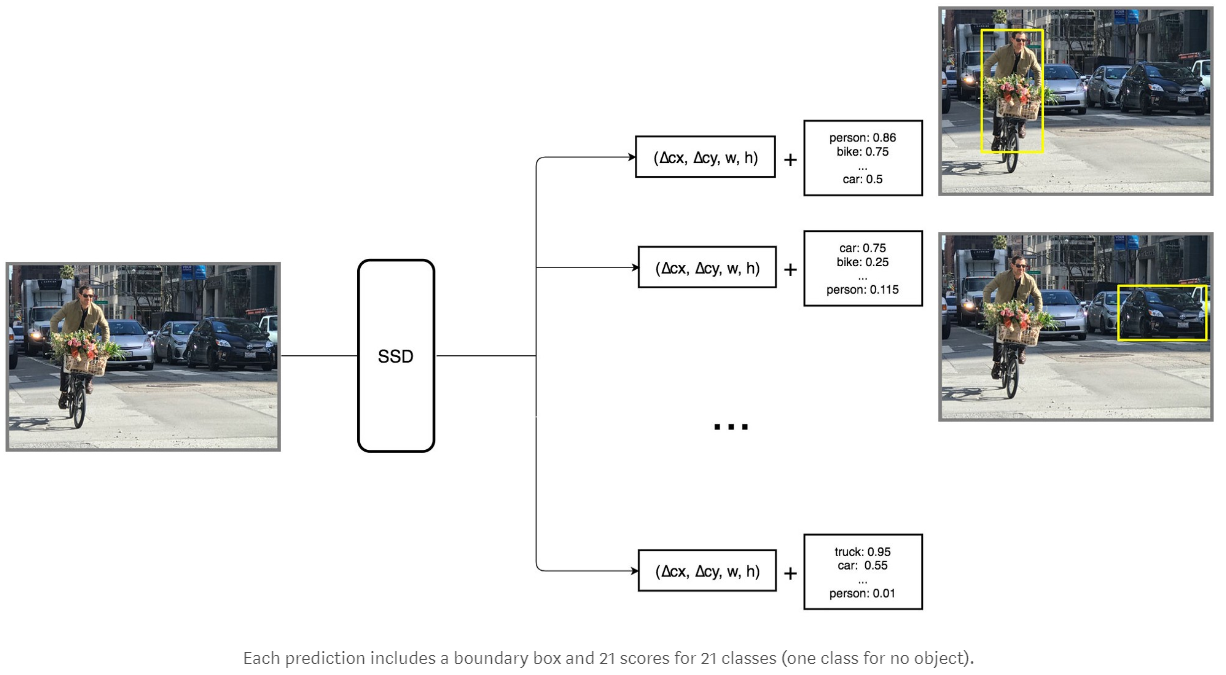 (Δcx, Δcy, w, h) + person: 0.86
bike: 0.75
...
car: 0.5
(Δcx, Δcy, w, h) + car: 0.75
bike: 0.25
...
person: 0.115
SSD
...
(Δcx, Δcy, w, h) + truck: 0.95
car: 0.55
...
person: 0.01
Each prediction includes a boundary box and 21 scores for 21 classes (one class for no object).